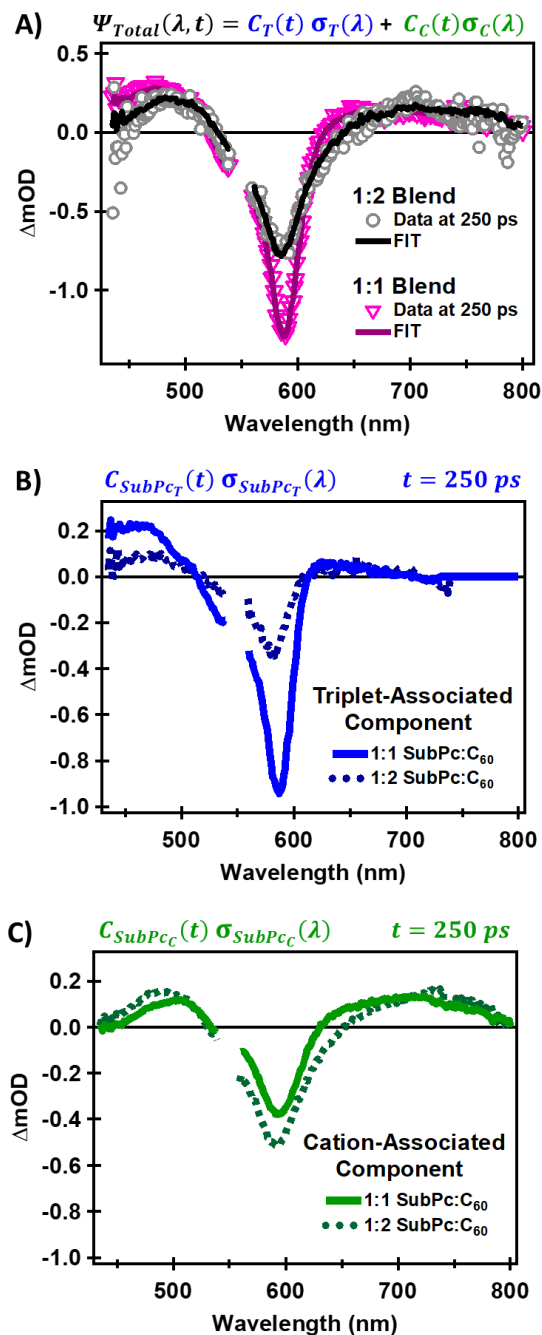 A)
Ψ_Total(λ, t) = C_T(t) σ_T(λ) + C_C(t)σ_C(λ)
0.5
0.0
-0.5
-1.0
ΔmOD
1:2 Blend
Data at 250 ps
FIT
1:1 Blend
Data at 250 ps
FIT
500 600 700 800
Wavelength (nm)
B)
C_SubPc_T(t) σ_SubPc_T(λ) t = 250 ps
0.2
0.0
-0.2
-0.4
-0.6
-0.8
-1.0
ΔmOD
Triplet-Associated
Component
1:1 SubPc:C₆₀
1:2 SubPc:C₆₀
500 600 700 800
Wavelength (nm)
C)
C_SubPc_C(t) σ_SubPc_C(λ) t = 250 ps
0.2
0.0
-0.2
-0.4
-0.6
-0.8
-1.0
ΔmOD
Cation-Associated
Component
1:1 SubPc:C₆₀
1:2 SubPc:C₆₀
500 600 700 800
Wavelength (nm)